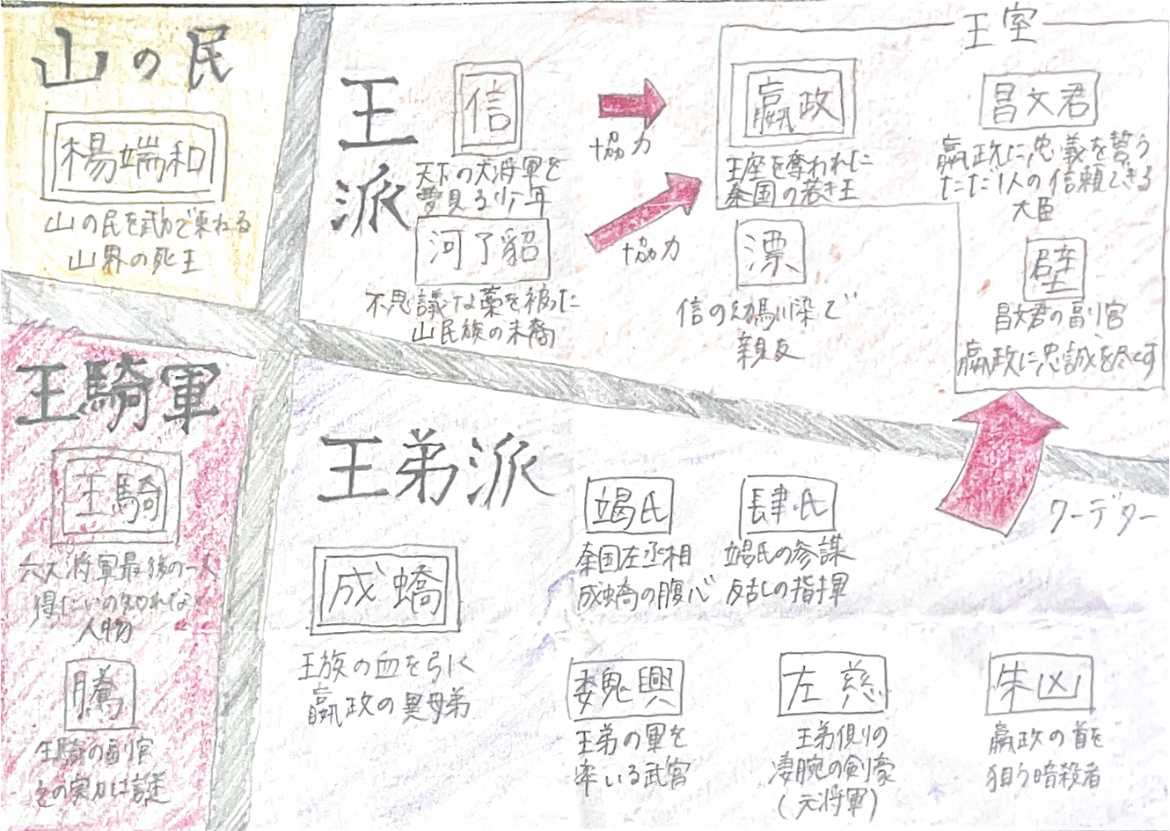 山の民
楊端和
山の民を武力で束ねる
山界の死王
王派
信
天下の大将軍を
夢見る少年
河了貂
不思議な蓑を被った
山民族の末裔
協力
協力
王室
嬴政
王座を奪われた
秦国の若き王
昌文君
嬴政に忠義を誓う
ただ1人の信頼できる
大臣
漂
信の幼馴染で
親友
壁
昌文君の副官
嬴政に忠誠を尽くす
クーデター
王騎軍
王騎
六大将軍最後の一人
得たいの知れない
人物
騰
王騎の副官
その実力は謎
王弟派
成蟜
王族の血を引く
嬴政の異母弟
竭氏
秦国左丞相
成蟜の腹心
肆氏
竭氏の参謀
反乱の指揮
魏興
王弟の軍を
率いる武官
左慈
王弟側の
凄腕の剣豪
(元将軍)
朱凶
嬴政の首を
狙う暗殺者